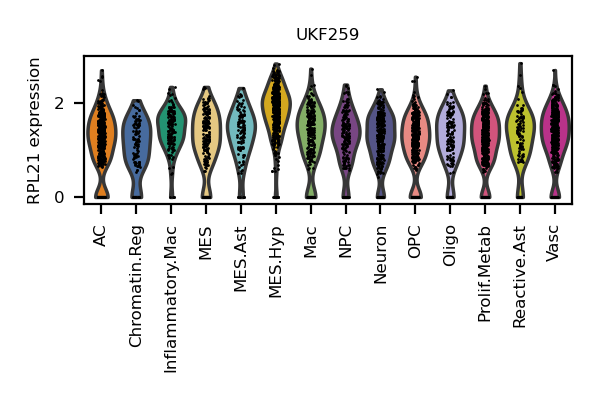 UKF259
RPL21 expression
2
0
AC
Chromatin.Reg
Inflammatory.Mac
MES
MES.Ast
MES.Hyp
Mac
NPC
Neuron
OPC
Oligo
Prolif.Metab
Reactive.Ast
Vasc